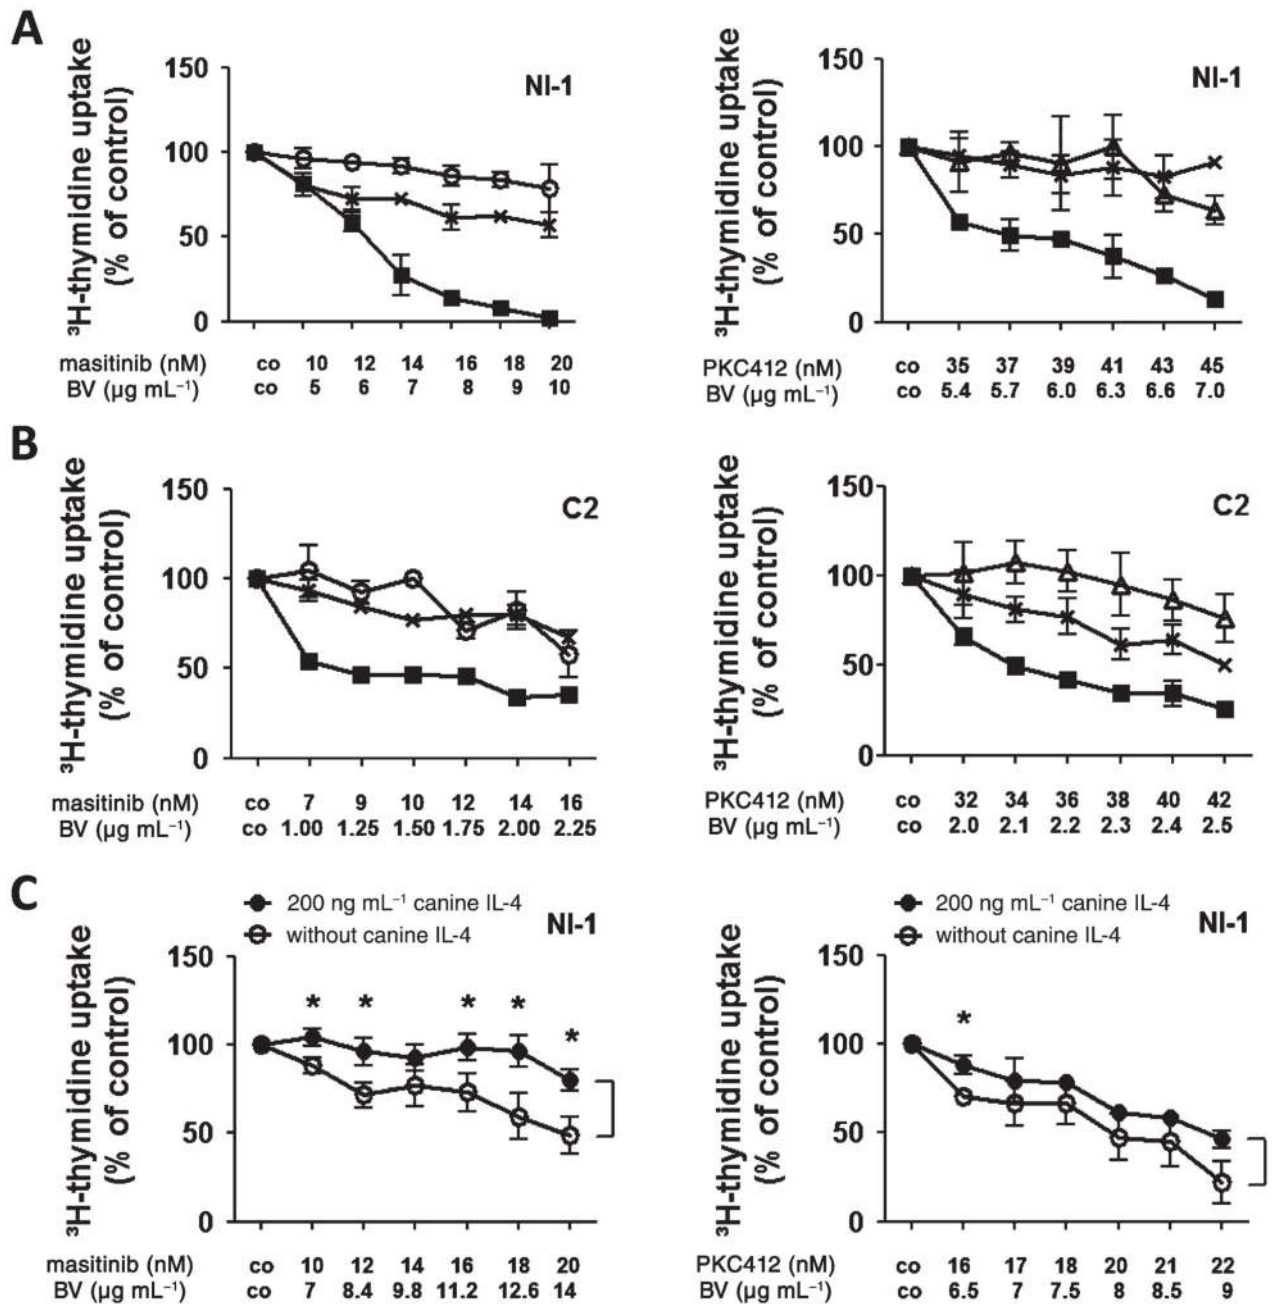 A
³H-thymidine uptake
(% of control)
150
100
50
0
NI-1
masitinib (nM) co 10 12 14 16 18 20
BV (µg mL⁻¹) co 5 6 7 8 9 10
³H-thymidine uptake
(% of control)
150
100
50
0
NI-1
PKC412 (nM) co 35 37 39 41 43 45
BV (µg mL⁻¹) co 5.4 5.7 6.0 6.3 6.6 7.0
B
³H-thymidine uptake
(% of control)
150
100
50
0
C2
masitinib (nM) co 7 9 10 12 14 16
BV (µg mL⁻¹) co 1.00 1.25 1.50 1.75 2.00 2.25
³H-thymidine uptake
(% of control)
150
100
50
0
C2
PKC412 (nM) co 32 34 36 38 40 42
BV (µg mL⁻¹) co 2.0 2.1 2.2 2.3 2.4 2.5
C
200 ng mL⁻¹ canine IL-4
without canine IL-4
NI-1
³H-thymidine uptake
(% of control)
150
100
50
0
* * * * *
masitinib (nM) co 10 12 14 16 18 20
BV (µg mL⁻¹) co 7 8.4 9.8 11.2 12.6 14
200 ng mL⁻¹ canine IL-4
without canine IL-4
NI-1
³H-thymidine uptake
(% of control)
150
100
50
0
*
PKC412 (nM) co 16 17 18 20 21 22
BV (µg mL⁻¹) co 6.5 7 7.5 8 8.5 9